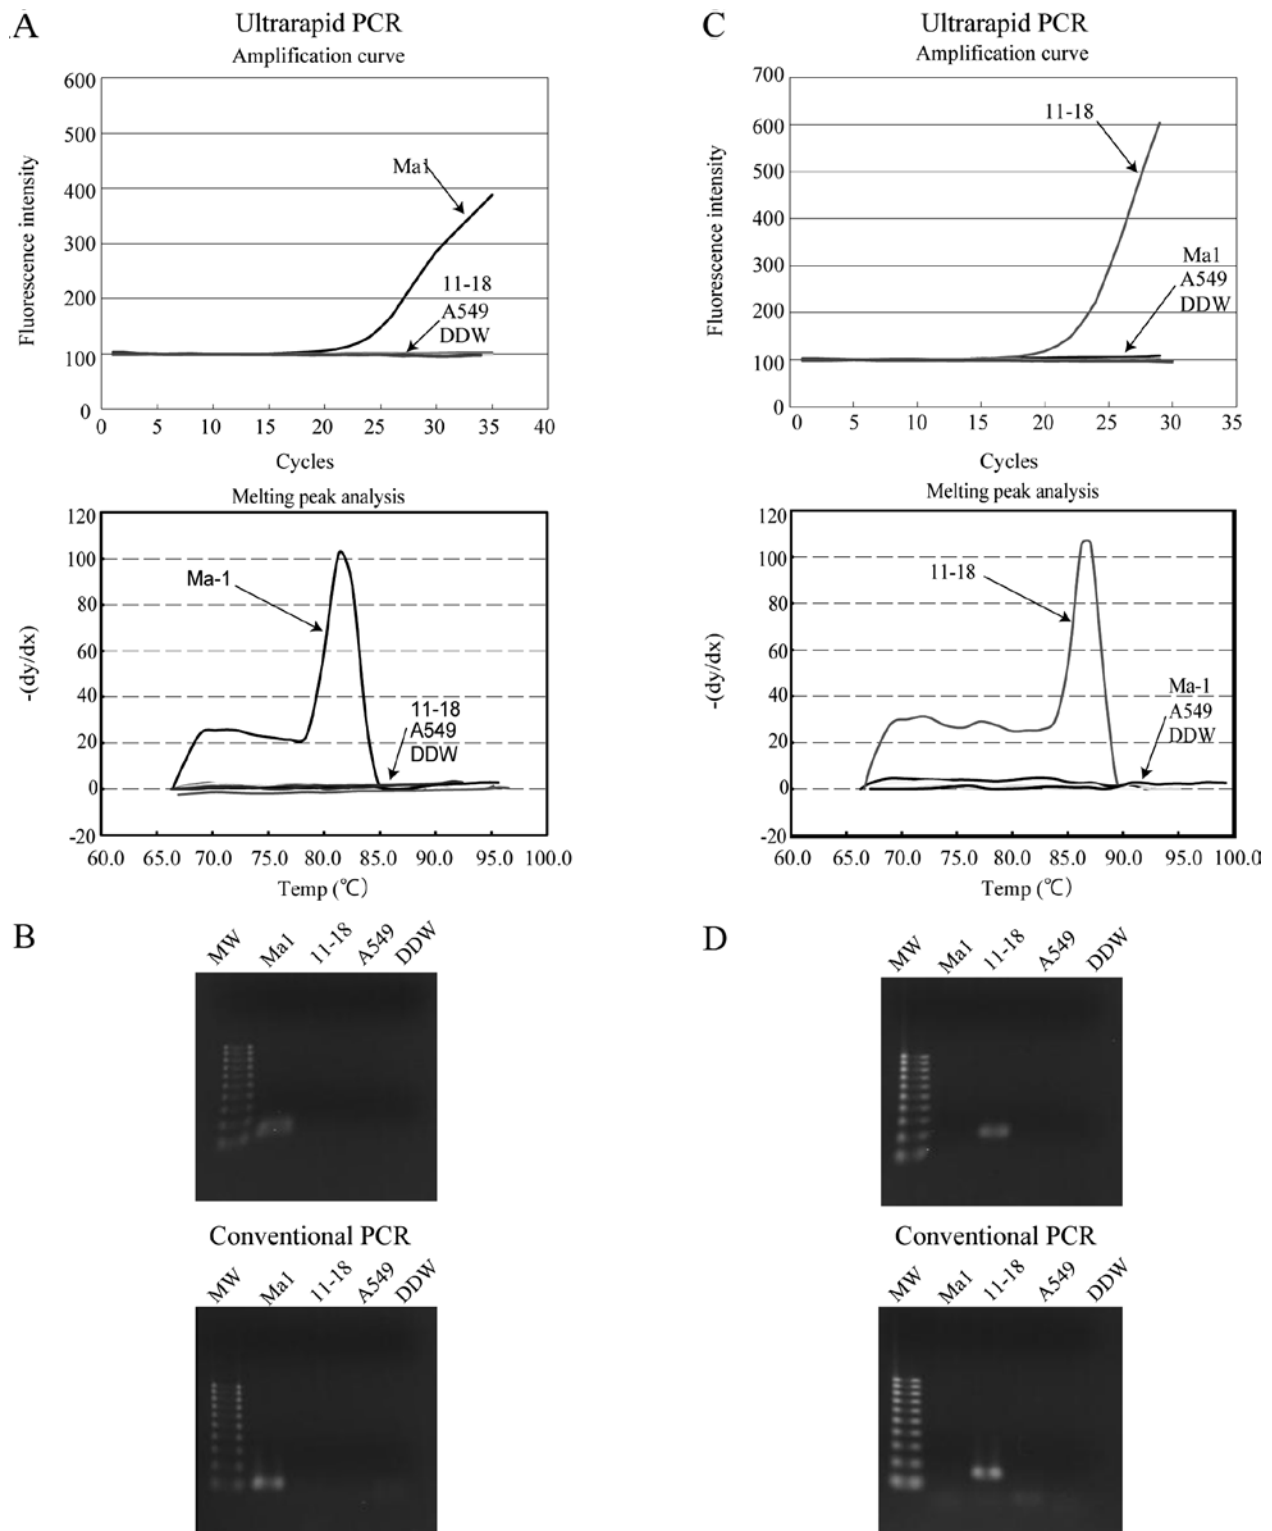 A
Ultrarapid PCR
Amplification curve
600
500
400
300
200
100
0
Fluorescence intensity
Ma1
11-18
A549
DDW
0 5 10 15 20 25 30 35 40
Cycles
Melting peak analysis
120
100
80
60
40
20
0
-20
-(dy/dx)
Ma-1
11-18
A549
DDW
60.0 65.0 70.0 75.0 80.0 85.0 90.0 95.0 100.0
Temp (℃)
B
MW Ma1 11-18 A549 DDW
Conventional PCR
MW Ma1 11-18 A549 DDW
C
Ultrarapid PCR
Amplification curve
700
600
500
400
300
200
100
0
Fluorescence intensity
11-18
Ma1
A549
DDW
0 5 10 15 20 25 30 35
Cycles
Melting peak analysis
120
100
80
60
40
20
0
-20
-(dy/dx)
11-18
Ma-1
A549
DDW
60.0 65.0 70.0 75.0 80.0 85.0 90.0 95.0 100.0
Temp (℃)
D
MW Ma1 11-18 A549 DDW
Conventional PCR
MW Ma1 11-18 A549 DDW